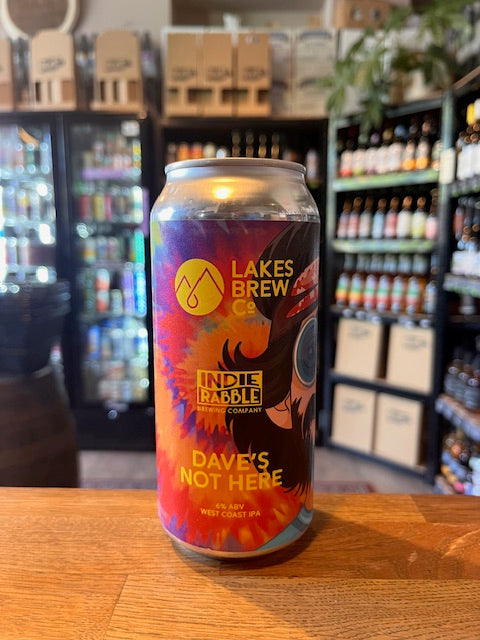 LAKES
BREW
Co
INDIE
RABBLE
BREWING COMPANY
DAVE'S
NOT HERE
6% ABV
WEST COAST IPA